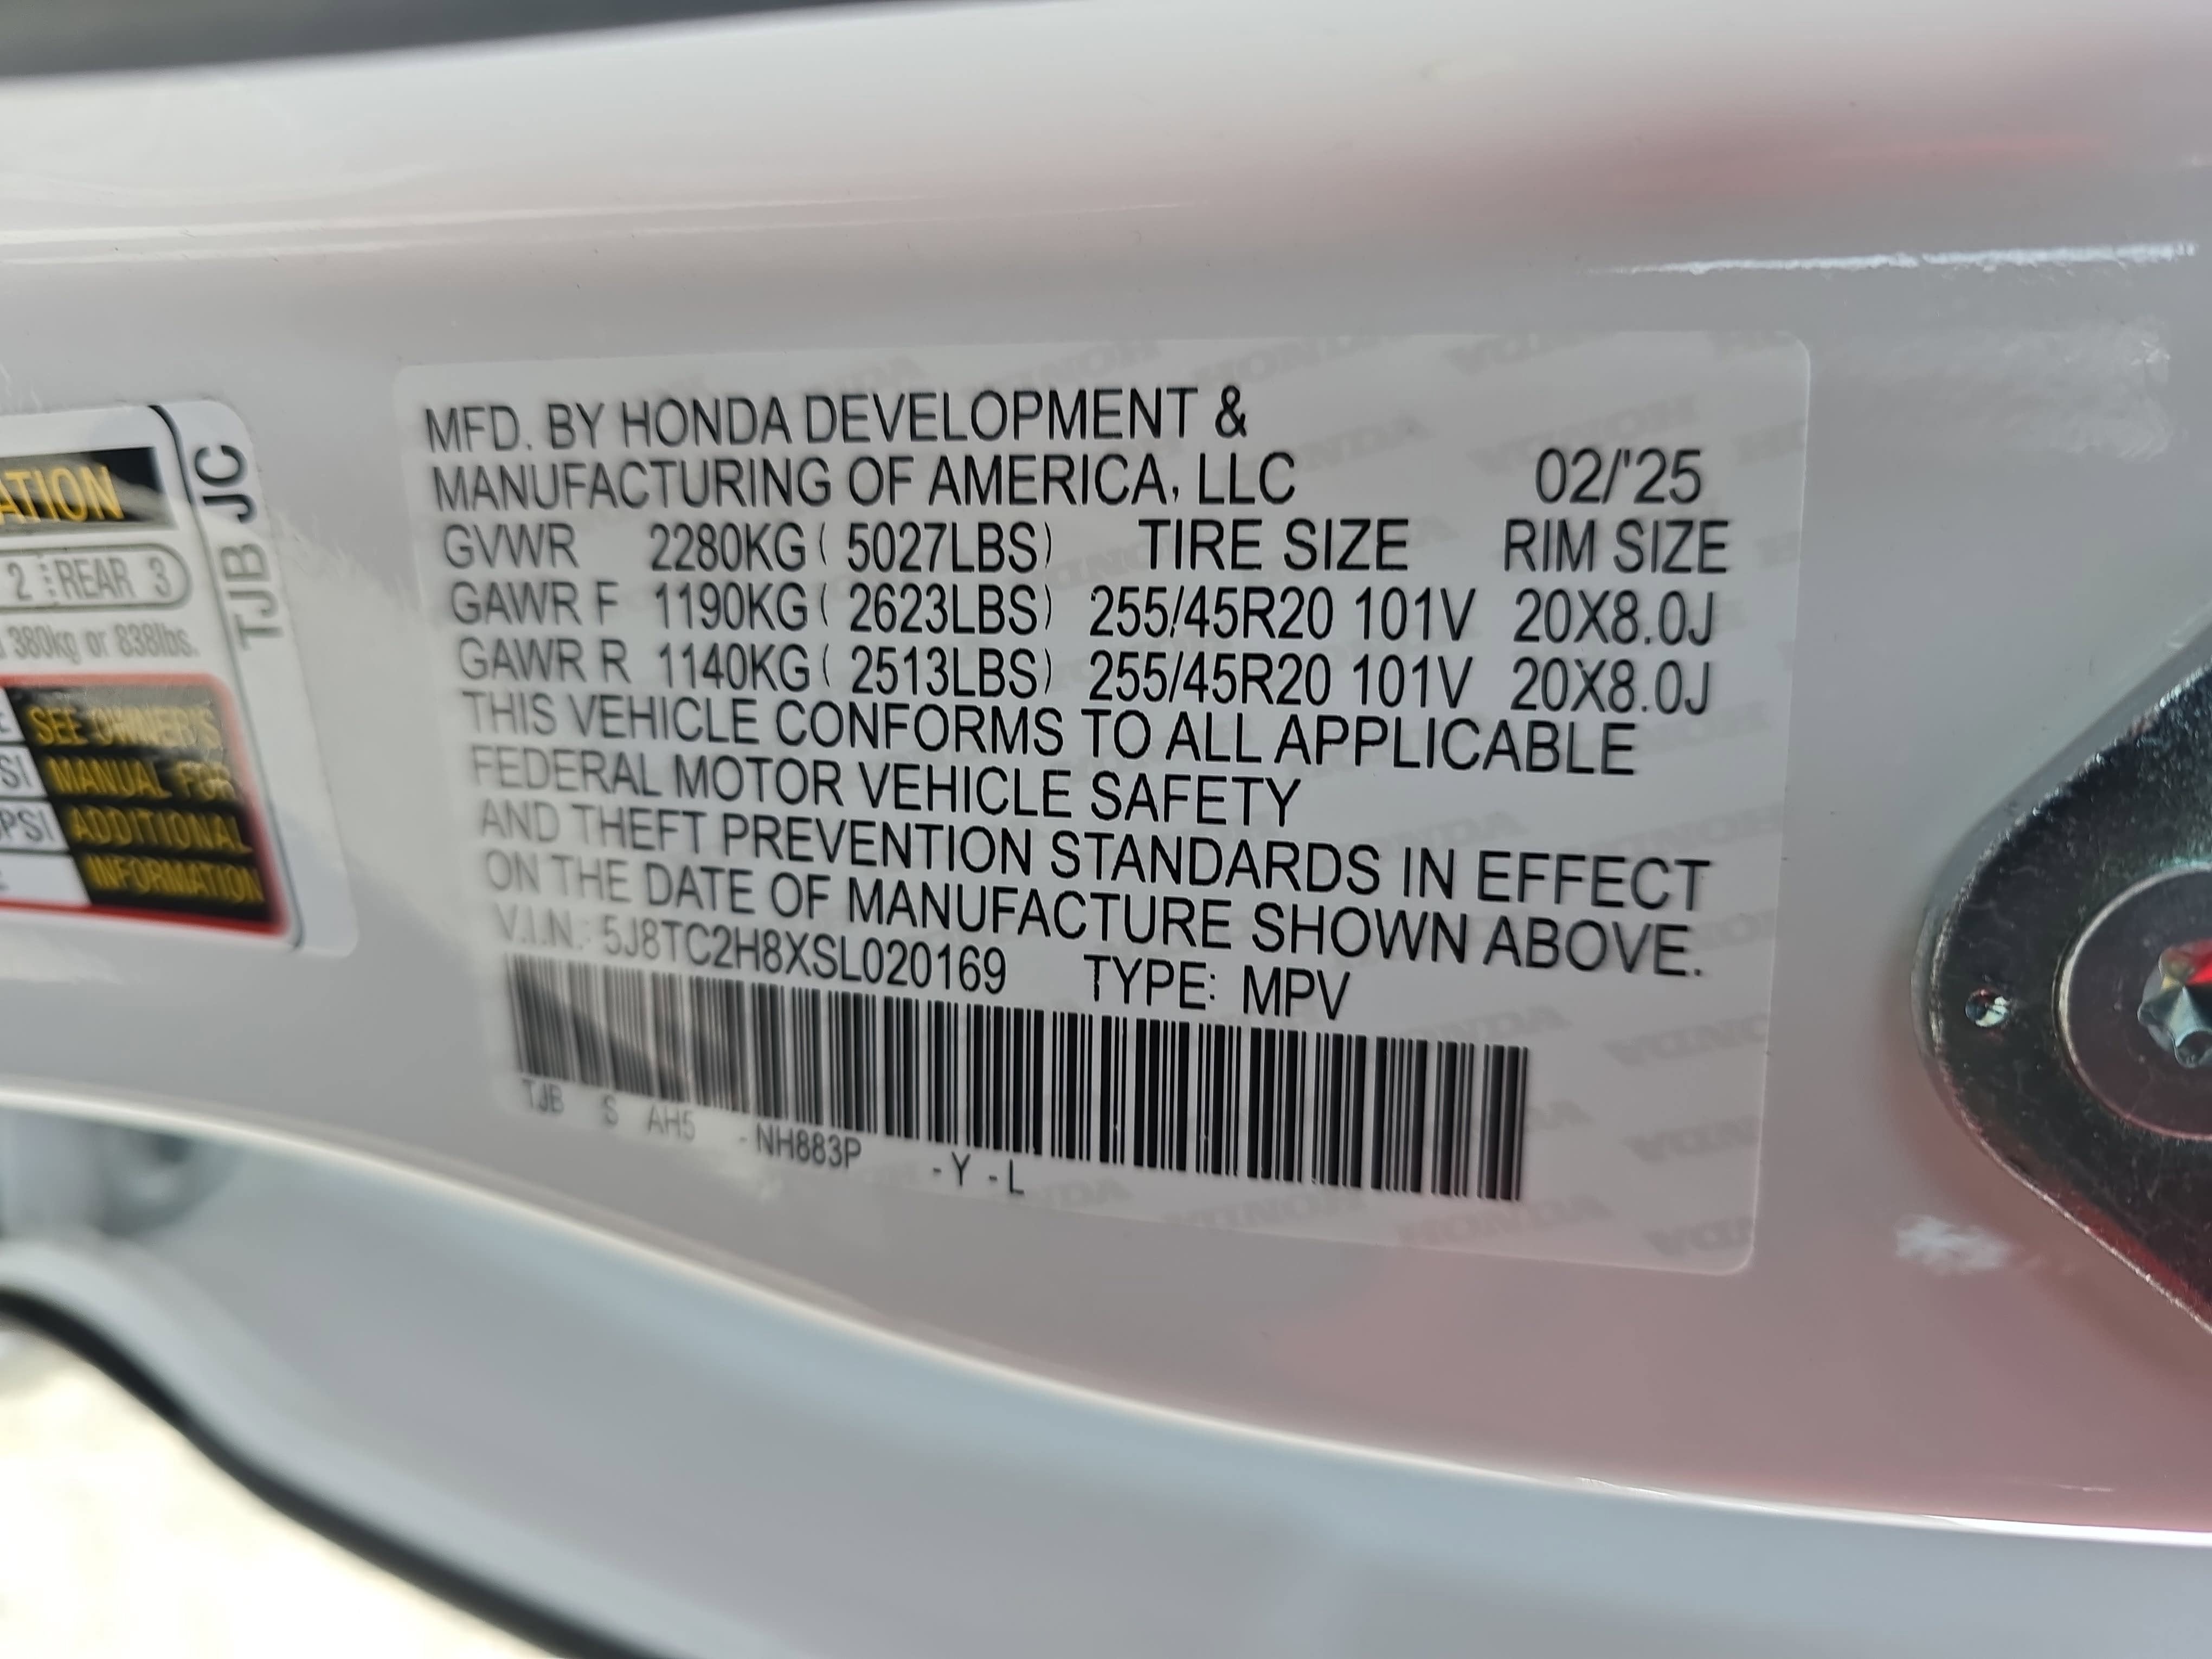 MFD. BY HONDA DEVELOPMENT &
MANUFACTURING OF AMERICA, LLC 02/'25
GVWR 2280KG ( 5027LBS) TIRE SIZE RIM SIZE
GAWR F 1190KG ( 2623LBS) 255/45R20 101V 20X8.0J
GAWR R 1140KG ( 2513LBS) 255/45R20 101V 20X8.0J
THIS VEHICLE CONFORMS TO ALL APPLICABLE
FEDERAL MOTOR VEHICLE SAFETY
AND THEFT PREVENTION STANDARDS IN EFFECT
ON THE DATE OF MANUFACTURE SHOWN ABOVE.
V.I.N.: 5J8TC2H8XSL020169 TYPE: MPV
TJB S AH5 -NH883P -Y-L
ATION
2 REAR 3
380kg or 838lbs.
SEE OWNER'S
PSI MANUAL FOR
PSI ADDITIONAL
INFORMATION
TJB JC